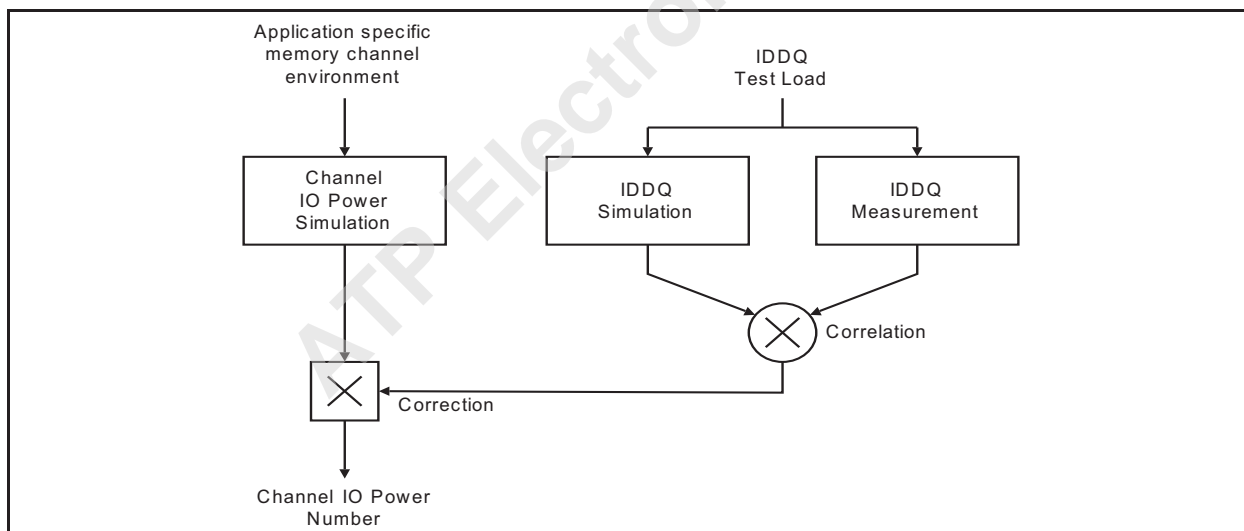 Application specific
memory channel
environment
IDDQ
Test Load
Channel
IO Power
Simulation
IDDQ
Simulation
IDDQ
Measurement
Correlation
Correction
Channel IO Power
Number
ATP